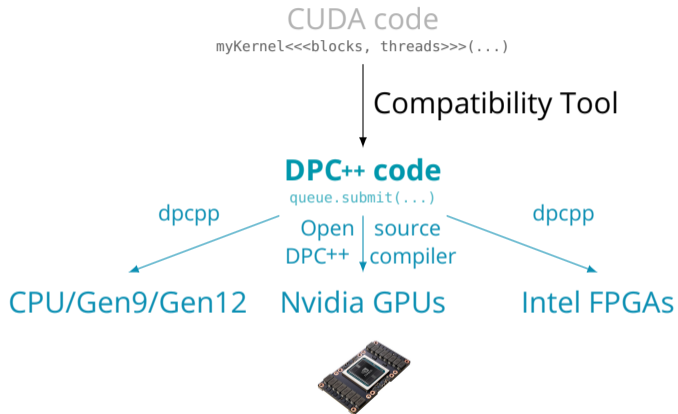 CUDA code
myKernel<<<blocks, threads>>>(...)
Compatibility Tool
DPC++ code
queue.submit(...)
dpcpp
Open source
DPC++ compiler
dpcpp
CPU/Gen9/Gen12
Nvidia GPUs
Intel FPGAs